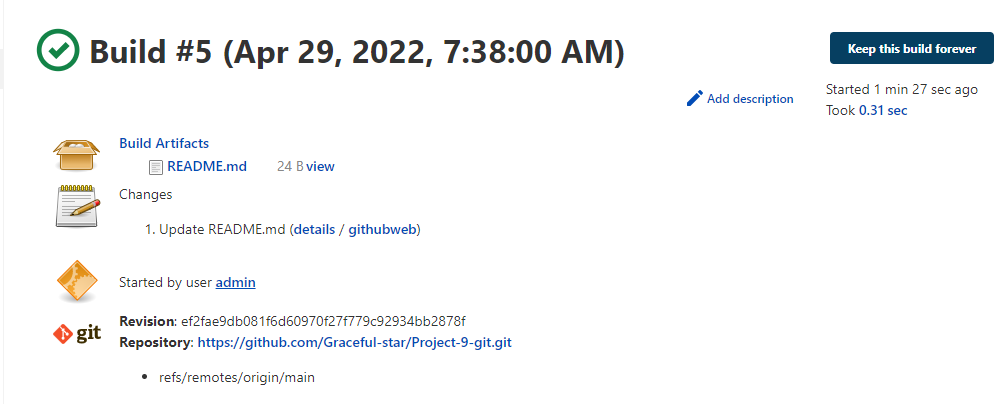 Build #5 (Apr 29, 2022, 7:38:00 AM)
Keep this build forever
Add description
Started 1 min 27 sec ago
Took 0.31 sec
Build Artifacts
README.md 24 B view
Changes
1. Update README.md (details / githubweb)
Started by user admin
git
Revision: ef2fae9db081f6d60970f27f779c92934bb2878f
Repository: https://github.com/Graceful-star/Project-9-git.git
• refs/remotes/origin/main